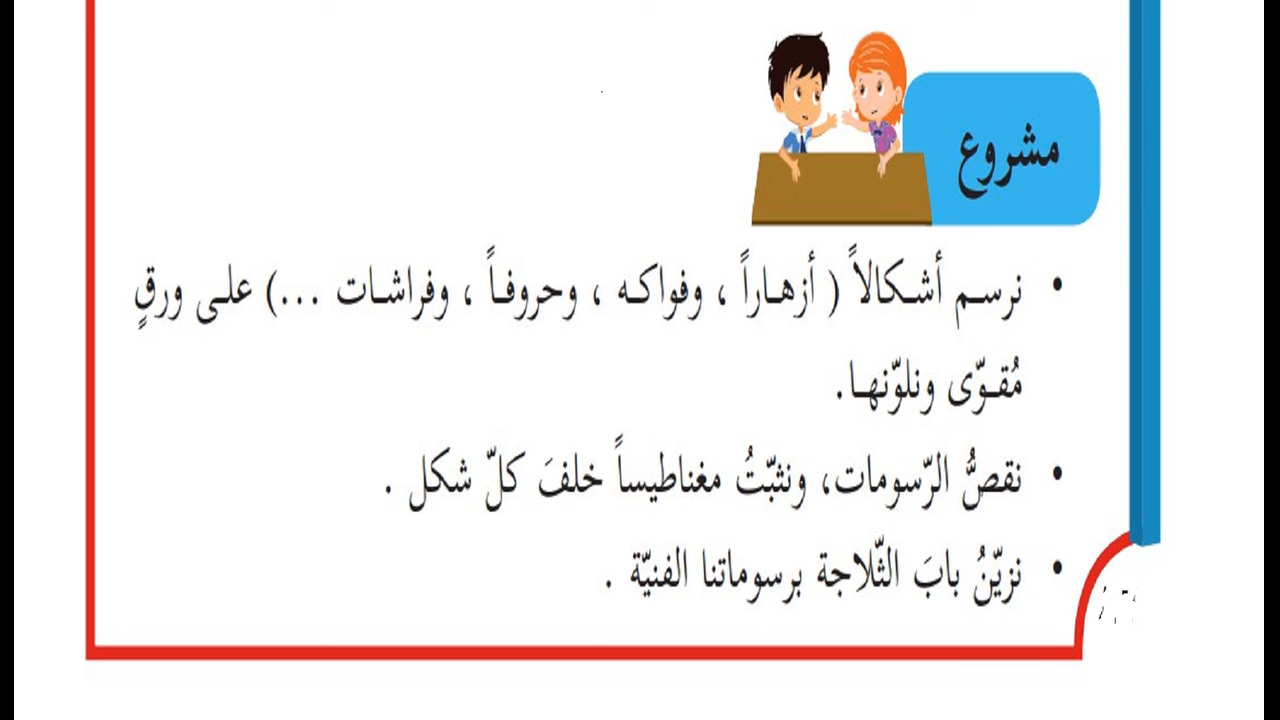 مشروع
• نرسم أشكالاً ( أزهاراً ، وفواكه ، وحروفاً ، وفراشات ...) على ورقٍ
مُقوّى ونلوّنها.
• نقصُّ الرّسومات، ونثبّتُ مغناطيساً خلفَ كلّ شكل .
• نزيّنُ بابَ الثّلاجة برسوماتنا الفنيّة .